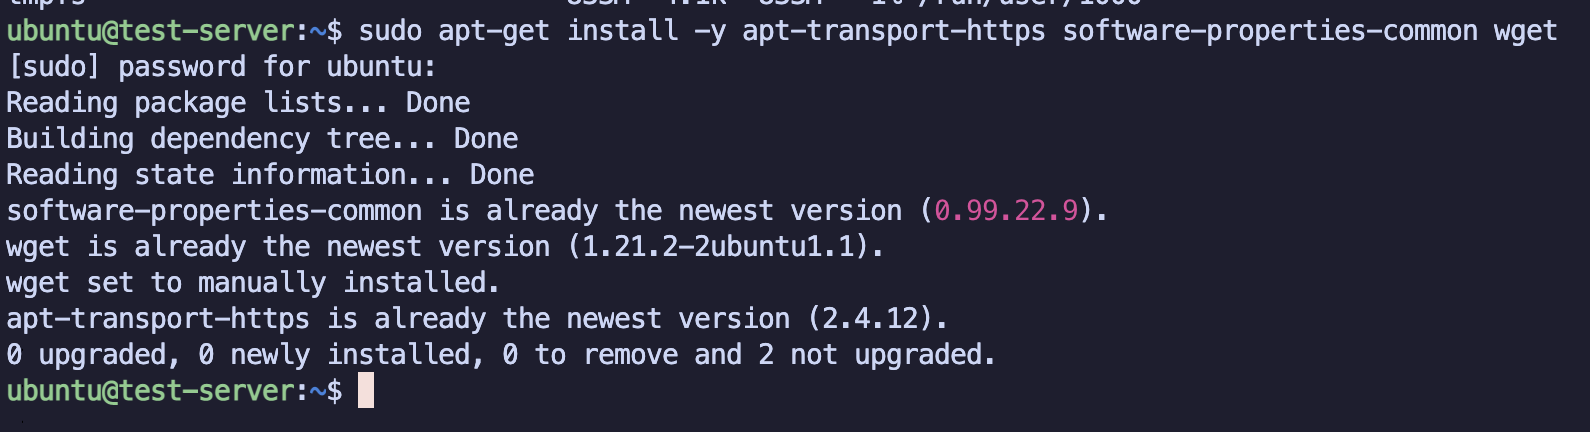 ubuntu@test-server:~$ sudo apt-get install -y apt-transport-https software-properties-common wget
[sudo] password for ubuntu:
Reading package lists... Done
Building dependency tree... Done
Reading state information... Done
software-properties-common is already the newest version (0.99.22.9).
wget is already the newest version (1.21.2-2ubuntu1.1).
wget set to manually installed.
apt-transport-https is already the newest version (2.4.12).
0 upgraded, 0 newly installed, 0 to remove and 2 not upgraded.
ubuntu@test-server:~$